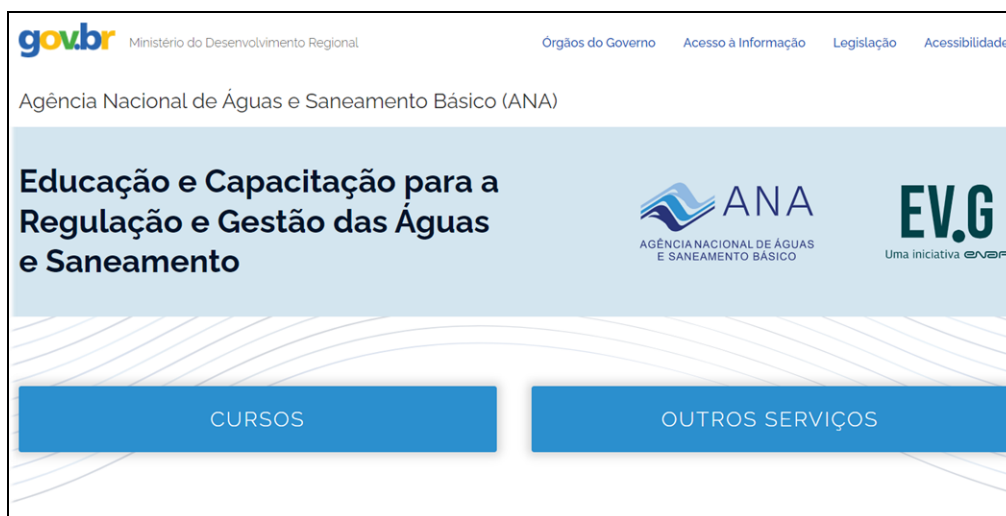 gov.br Ministério do Desenvolvimento Regional Órgãos do Governo Acesso à Informação Legislação Acessibilidade
Agência Nacional de Águas e Saneamento Básico (ANA)
Educação e Capacitação para a
Regulação e Gestão das Águas
e Saneamento
ANA
AGÊNCIA NACIONAL DE ÁGUAS
E SANEAMENTO BÁSICO
EV.G
Uma iniciativa enap
CURSOS OUTROS SERVIÇOS